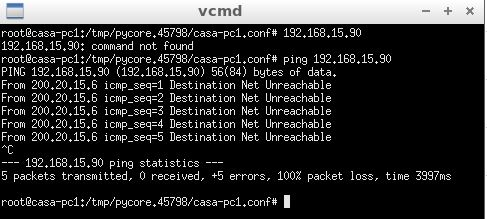 vcmd
root@casa-pc1:/tmp/pycore.45798/casa-pc1.conf# 192.168.15.90
192.168.15.90: command not found
root@casa-pc1:/tmp/pycore.45798/casa-pc1.conf# ping 192.168.15.90
PING 192.168.15.90 (192.168.15.90) 56(84) bytes of data.
From 200.20.15.6 icmp_seq=1 Destination Net Unreachable
From 200.20.15.6 icmp_seq=2 Destination Net Unreachable
From 200.20.15.6 icmp_seq=3 Destination Net Unreachable
From 200.20.15.6 icmp_seq=4 Destination Net Unreachable
From 200.20.15.6 icmp_seq=5 Destination Net Unreachable
^C
--- 192.168.15.90 ping statistics ---
5 packets transmitted, 0 received, +5 errors, 100% packet loss, time 3997ms
root@casa-pc1:/tmp/pycore.45798/casa-pc1.conf#